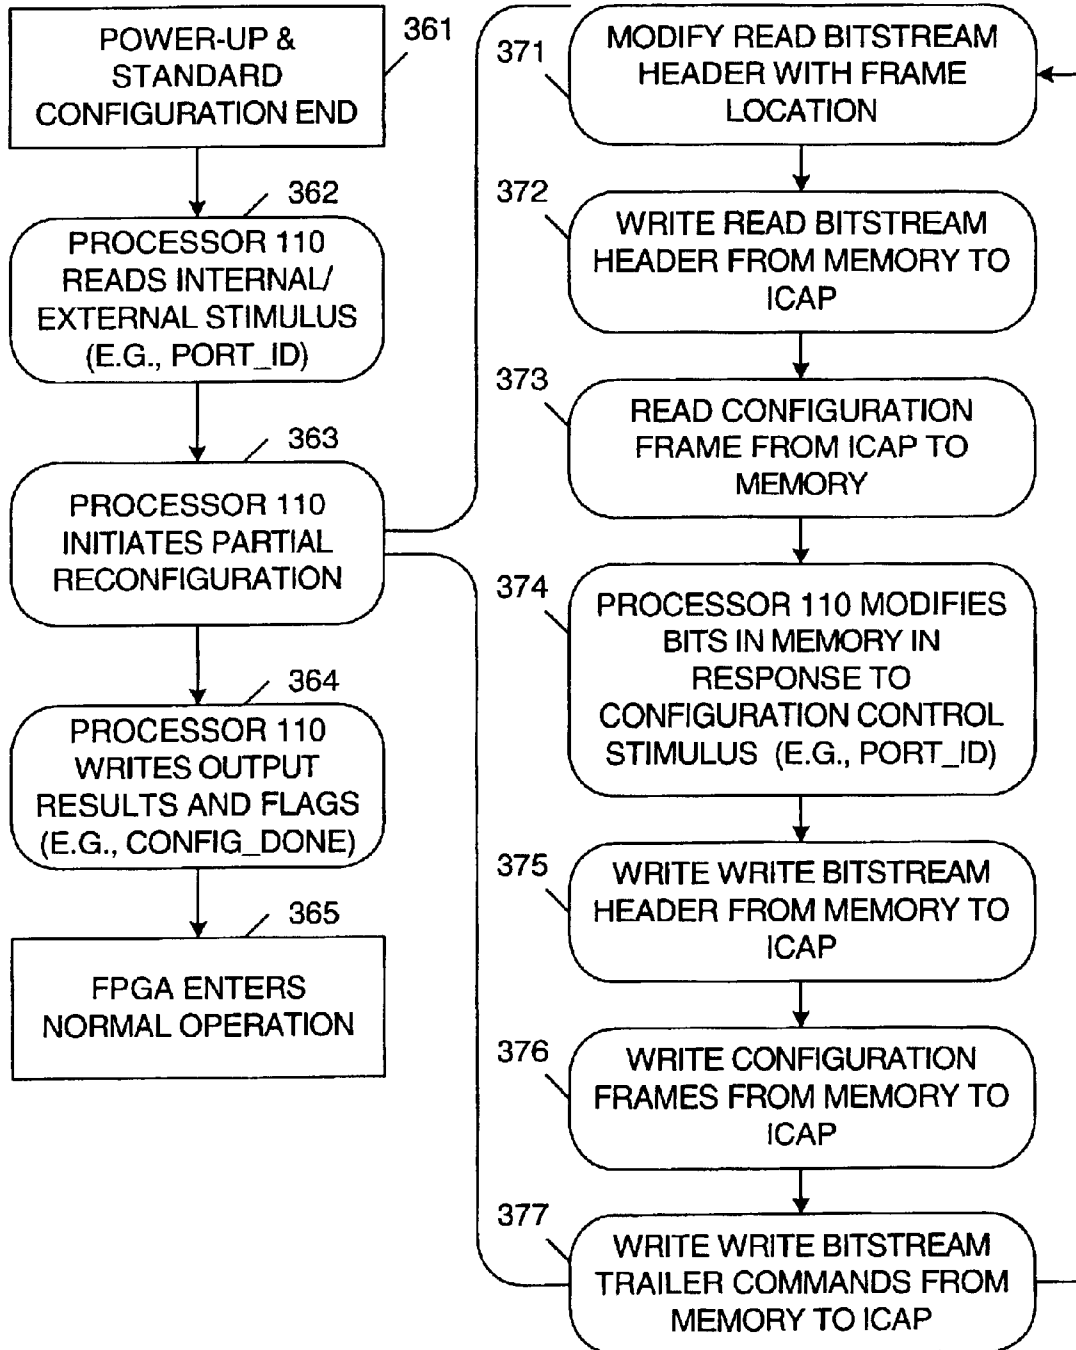 POWER-UP &
STANDARD
CONFIGURATION END
361
362
PROCESSOR 110
READS INTERNAL/
EXTERNAL STIMULUS
(E.G., PORT_ID)
363
PROCESSOR 110
INITIATES PARTIAL
RECONFIGURATION
364
PROCESSOR 110
WRITES OUTPUT
RESULTS AND FLAGS
(E.G., CONFIG_DONE)
365
FPGA ENTERS
NORMAL OPERATION
371
MODIFY READ BITSTREAM
HEADER WITH FRAME
LOCATION
372
WRITE READ BITSTREAM
HEADER FROM MEMORY TO
ICAP
373
READ CONFIGURATION
FRAME FROM ICAP TO
MEMORY
374
PROCESSOR 110 MODIFIES
BITS IN MEMORY IN
RESPONSE TO
CONFIGURATION CONTROL
STIMULUS (E.G., PORT_ID)
375
WRITE WRITE BITSTREAM
HEADER FROM MEMORY TO
ICAP
376
WRITE CONFIGURATION
FRAMES FROM MEMORY TO
ICAP
377
WRITE WRITE BITSTREAM
TRAILER COMMANDS FROM
MEMORY TO ICAP